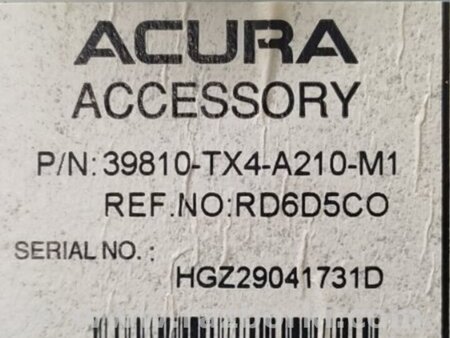 ACURA
ACCESSORY
P/N: 39810-TX4-A210-M1
REF.NO:RD6D5CO
SERIAL NO. :
HGZ29041731D